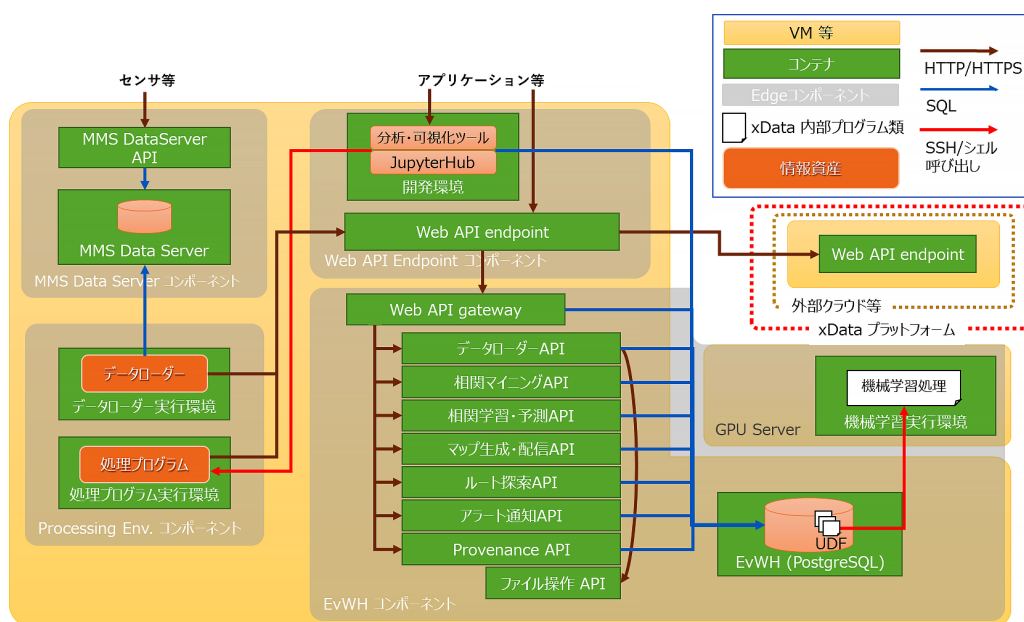 VM 等
コンテナ
Edgeコンポーネント
xData 内部プログラム類
情報資産
HTTP/HTTPS
SQL
SSH/シェル
呼び出し
センサ等
アプリケーション等
MMS DataServer
API
MMS Data Server
MMS Data Server コンポーネント
分析・可視化ツール
JupyterHub
開発環境
Web API endpoint
Web API Endpoint コンポーネント
Web API endpoint
外部クラウド等
xData プラットフォーム
データローダー
データローダー実行環境
処理プログラム
処理プログラム実行環境
Processing Env. コンポーネント
Web API gateway
データローダーAPI
相関マイニングAPI
相関学習・予測API
マップ生成・配信API
ルート探索API
アラート通知API
Provenance API
ファイル操作 API
EvWH コンポーネント
機械学習処理
機械学習実行環境
GPU Server
UDF
EvWH (PostgreSQL)